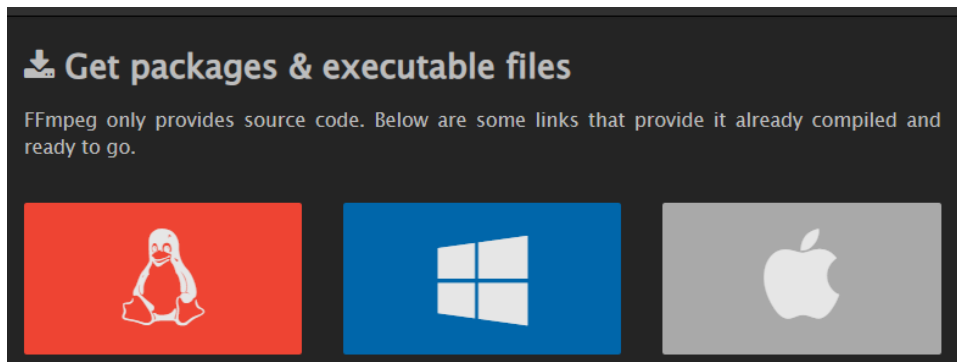 Get packages & executable files
FFmpeg only provides source code. Below are some links that provide it already compiled and
ready to go.